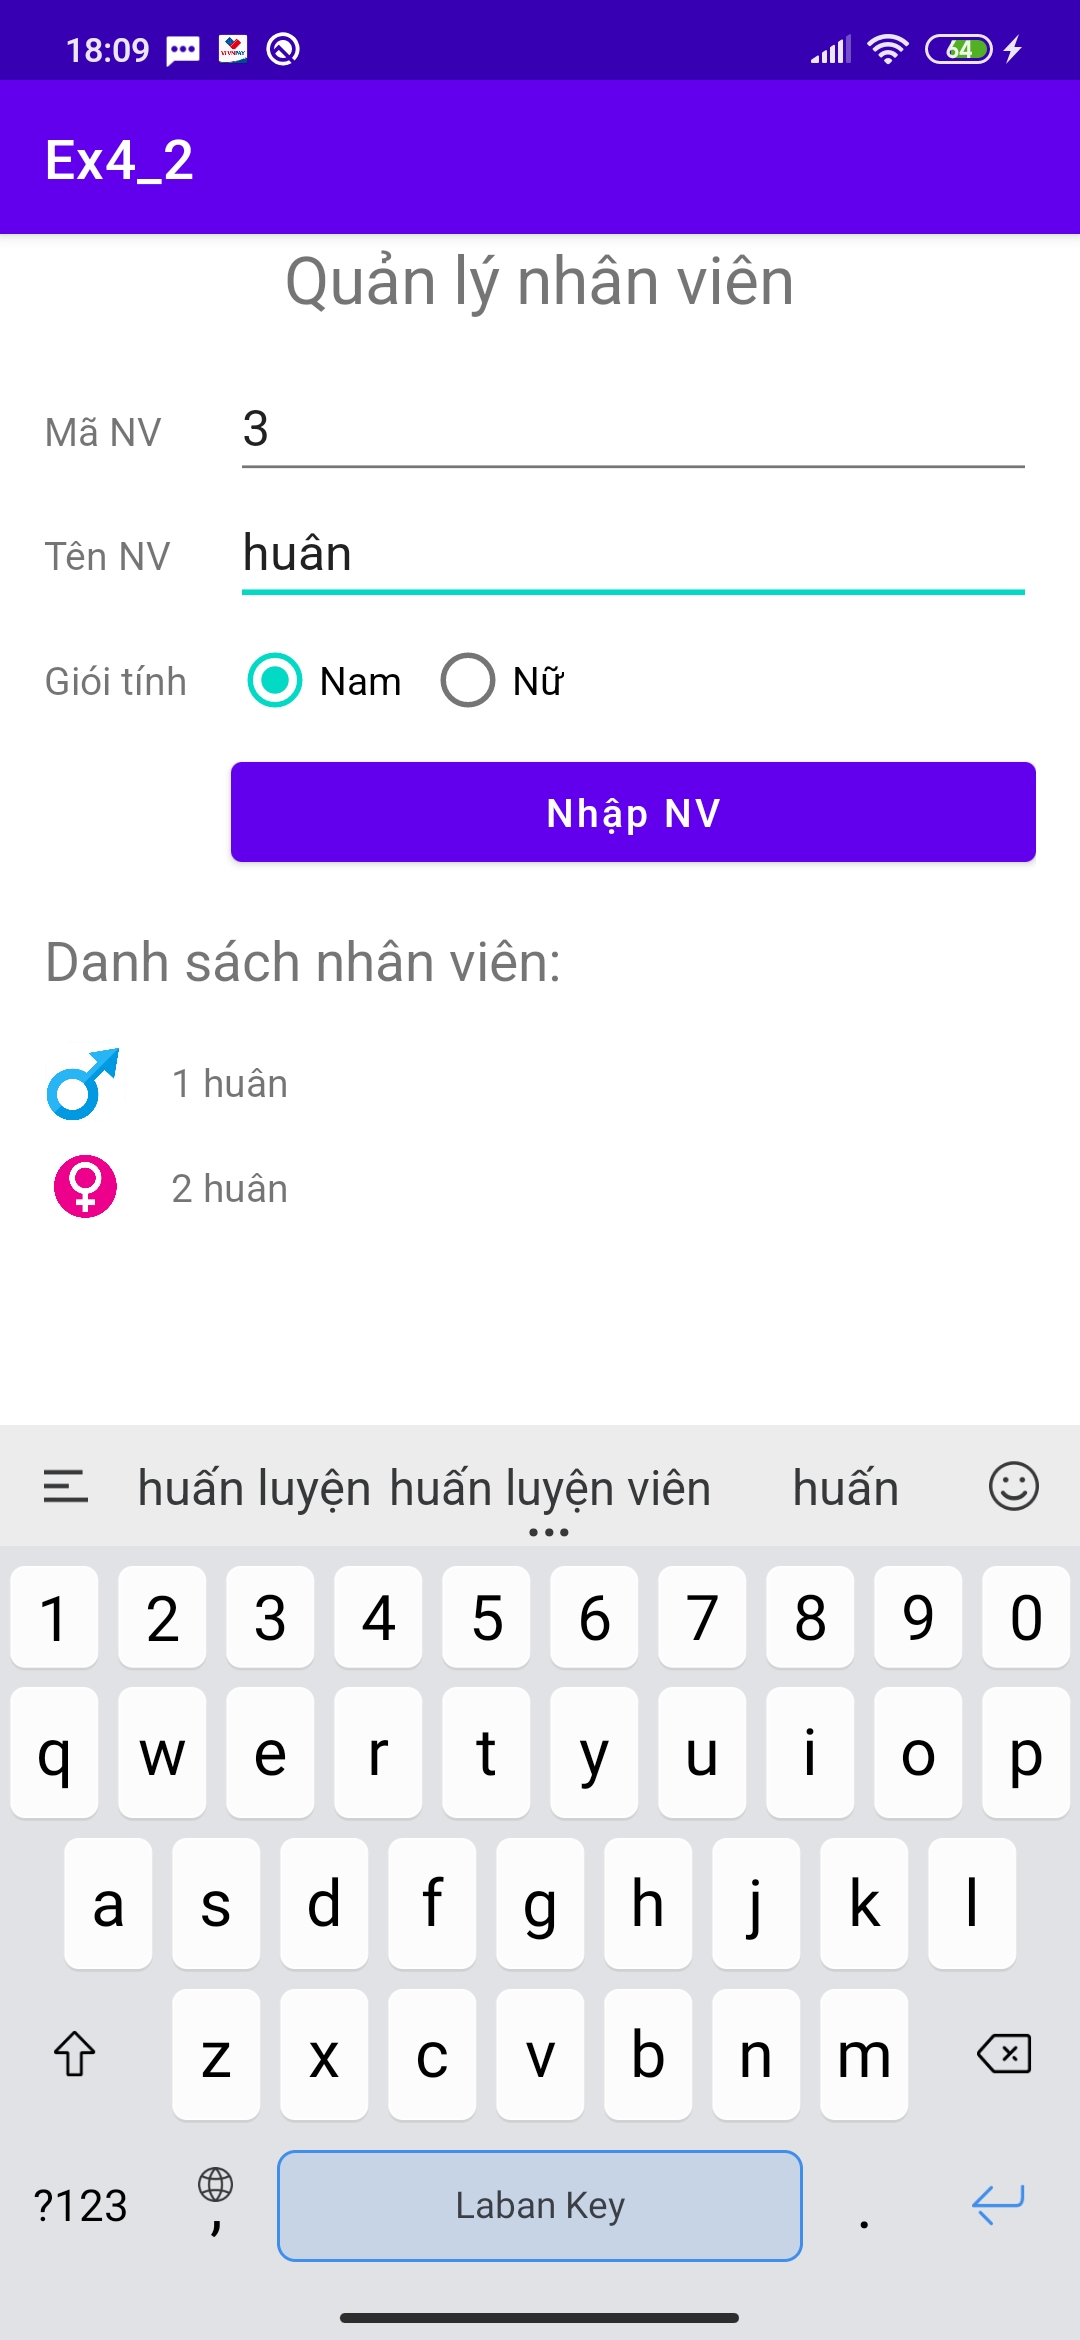 18:09 64
Ex4_2
Quản lý nhân viên
Mã NV 3
Tên NV huân
Giói tính Nam Nữ
Nhập NV
Danh sách nhân viên:
1 huân
2 huân
huấn luyện huấn luyện viên huấn
1 2 3 4 5 6 7 8 9 0
q w e r t y u i o p
a s d f g h j k l
z x c v b n m
?123 , Laban Key .